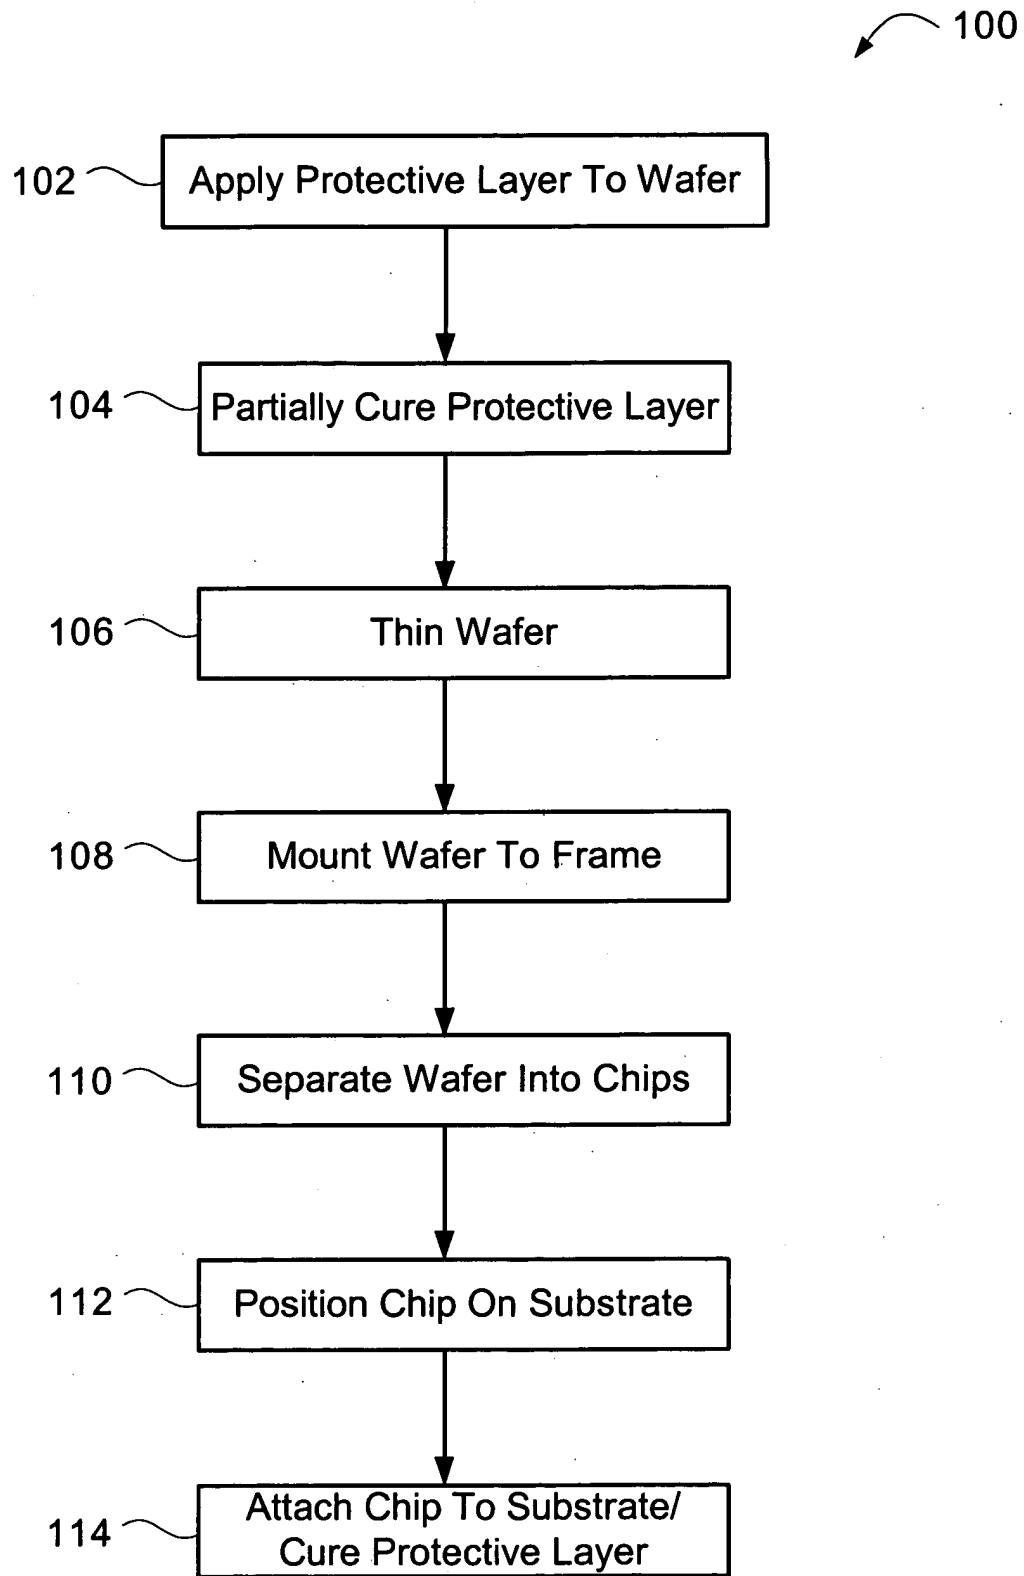 100
102 Apply Protective Layer To Wafer
104 Partially Cure Protective Layer
106 Thin Wafer
108 Mount Wafer To Frame
110 Separate Wafer Into Chips
112 Position Chip On Substrate
114 Attach Chip To Substrate/
Cure Protective Layer